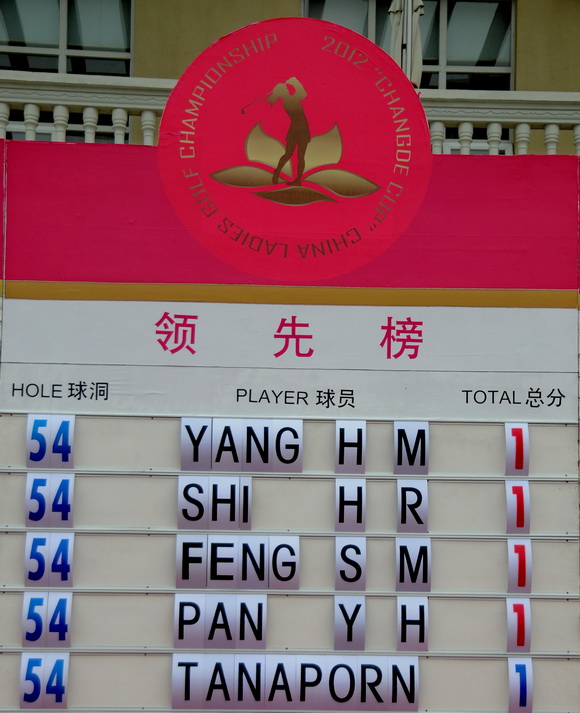 2012 "CHANGDE CUP" CHINA LADIES GOLF CHAMPIONSHIP
领先榜
HOLE 球洞 PLAYER 球员 TOTAL 总分
54 YANG H M 1
54 SHI H R 1
54 FENG S M 1
54 PAN Y H 1
54 TANAPORN 1